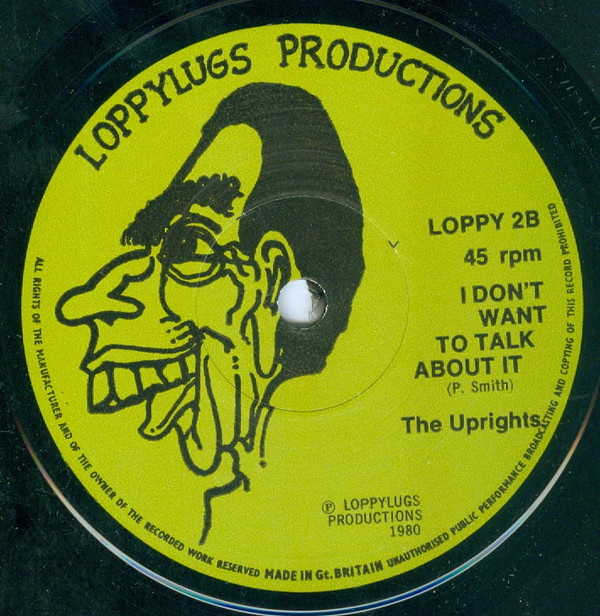 LOPPYLUGS PRODUCTIONS
LOPPY 2B
45 rpm
I DON'T
WANT
TO TALK
ABOUT IT
(P. Smith)
The Uprights.
℗ LOPPYLUGS
PRODUCTIONS
1980
ALL RIGHTS OF THE MANUFACTURER AND OF THE OWNER OF THE RECORDED WORK RESERVED MADE IN Gt. BRITAIN UNAUTHORISED PUBLIC PERFORMANCE BROADCASTING AND COPYING OF THIS RECORD PROHIBITED